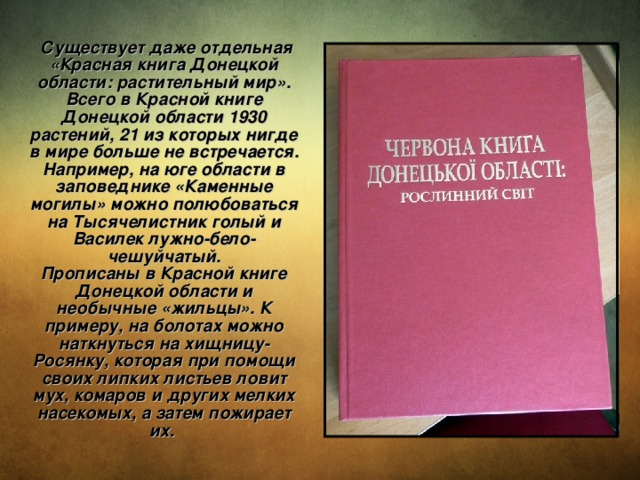 Существует даже отдельная
«Красная книга Донецкой
области: растительный мир».
Всего в Красной книге
Донецкой области 1930
растений, 21 из которых нигде
в мире больше не встречается.
Например, на юге области в
заповеднике «Каменные
могилы» можно полюбоваться
на Тысячелистник голый и
Василек лужно-бело-
чешуйчатый.
Прописаны в Красной книге
Донецкой области и
необычные «жильцы». К
примеру, на болотах можно
наткнуться на хищницу-
Росянку, которая при помощи
своих липких листьев ловит
мух, комаров и других мелких
насекомых, а затем пожирает
их.
ЧЕРВОНА КНИГА
ДОНЕЦЬКОЇ ОБЛАСТІ:
РОСЛИННИЙ СВІТ